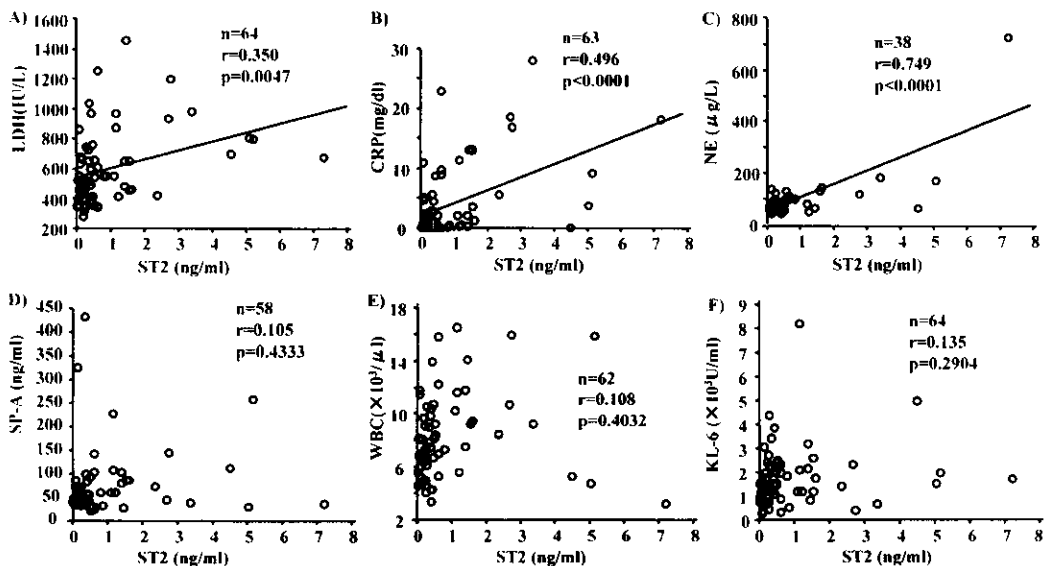 A)
LDH(IU/L)
1600
1400
1200
1000
800
600
400
200
n=64
r=0.350
p=0.0047
0 1 2 3 4 5 6 7 8
ST2 (ng/ml)
B)
CRP(mg/dl)
30
20
10
0
n=63
r=0.496
p<0.0001
0 1 2 3 4 5 6 7 8
ST2 (ng/ml)
C)
NE (μg/L)
800
600
400
200
0
n=38
r=0.749
p<0.0001
0 1 2 3 4 5 6 7 8
ST2 (ng/ml)
D)
SP-A (ng/ml)
450
400
350
300
250
200
150
100
50
0
n=58
r=0.105
p=0.4333
0 1 2 3 4 5 6 7 8
ST2 (ng/ml)
E)
WBC(×10³/μl)
18
14
10
6
2
n=62
r=0.108
p=0.4032
0 1 2 3 4 5 6 7 8
ST2 (ng/ml)
F)
KL-6 (×10³U/ml)
9
8
7
6
5
4
3
2
1
0
n=64
r=0.135
p=0.2904
0 1 2 3 4 5 6 7 8
ST2 (ng/ml)